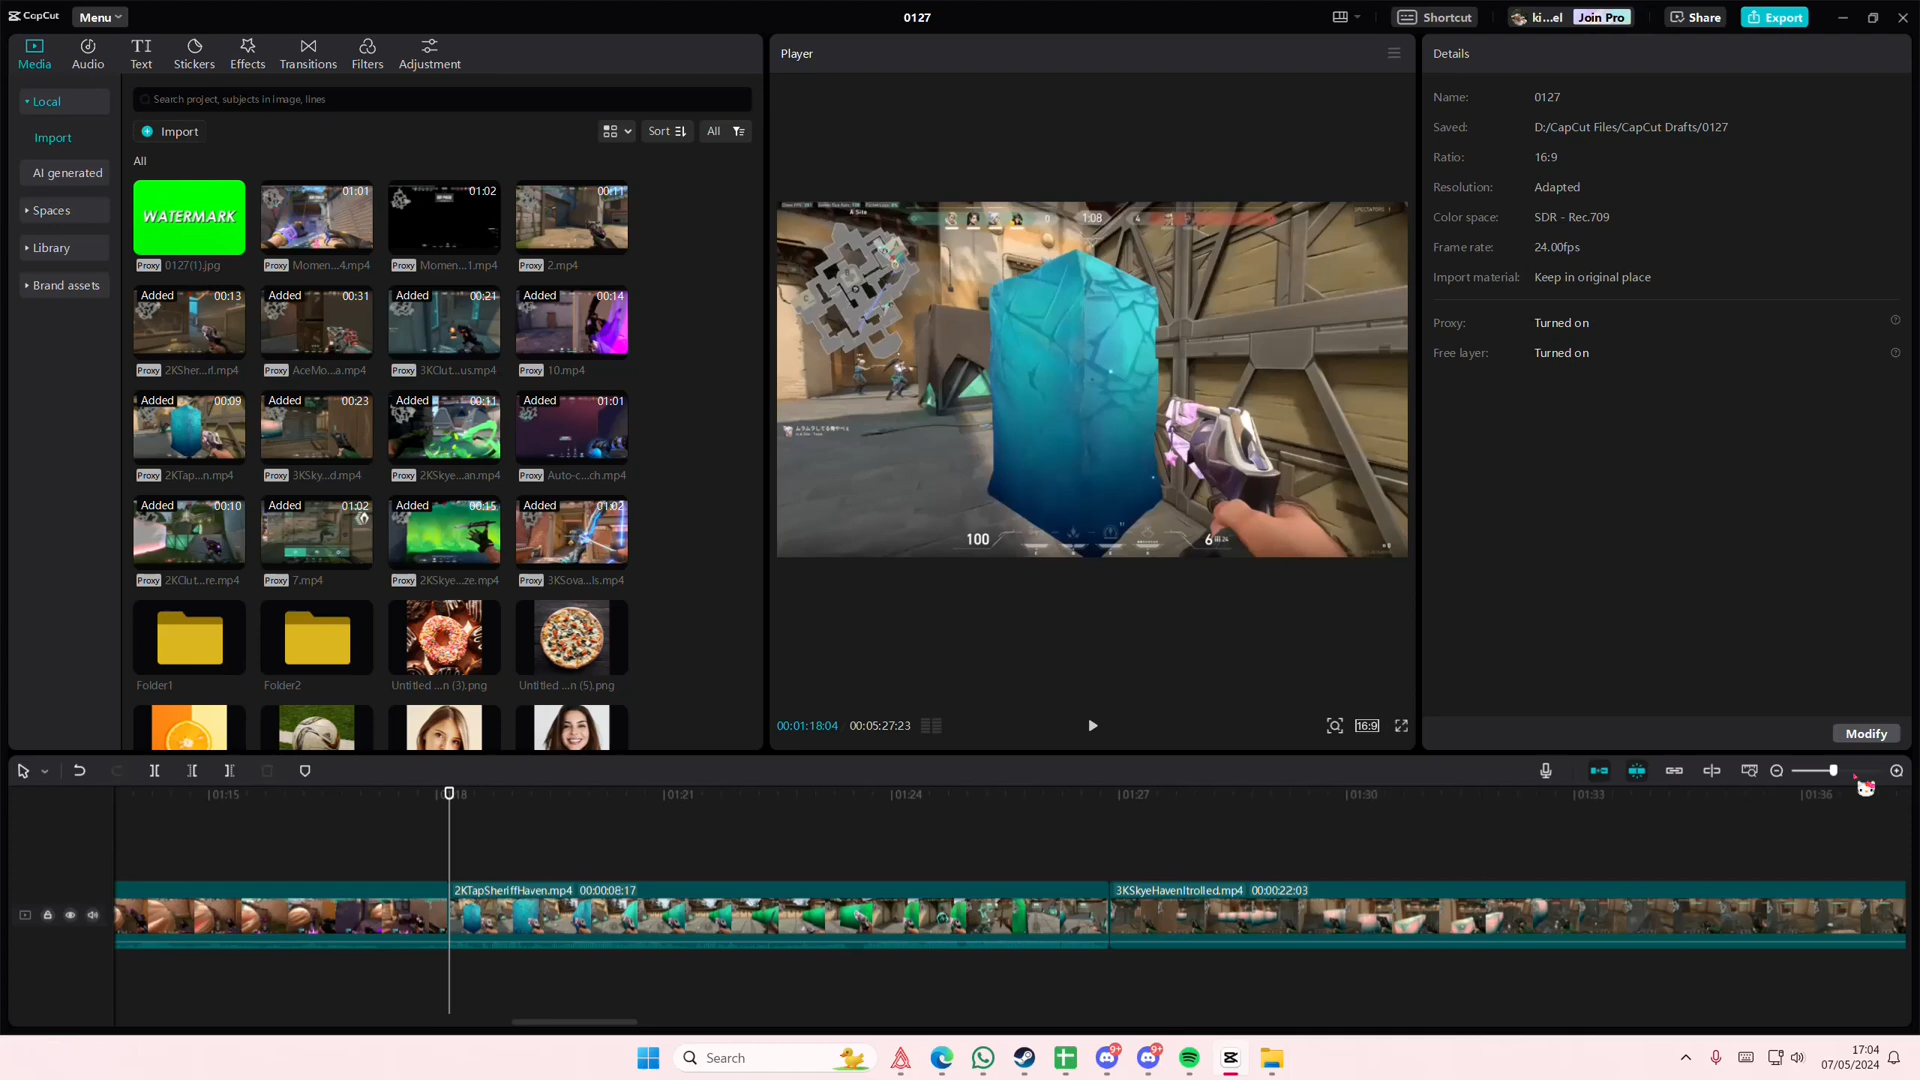 CapCut
Menu
0127
Shortcut
ki...el
Join Pro
Share
Export
Media
Audio
Text
Stickers
Effects
Transitions
Filters
Adjustment
Local
Import
AI generated
Spaces
Library
Brand assets
Search project, subjects in image, lines
Import
Sort
All
All
WATERMARK
01:01
01:02
00:11
Proxy 0127(1).jpg
Proxy Momen...4.mp4
Proxy Momen...1.mp4
Proxy 2.mp4
Added 00:13
Added 00:31
Added 00:21
Added 00:14
Proxy 2KSher...rl.mp4
Proxy AceMo...a.mp4
Proxy 3KClut...us.mp4
Proxy 10.mp4
Added 00:09
Added 00:23
Added 00:11
Added 01:01
Proxy 2KTap...n.mp4
Proxy 3KSky...d.mp4
Proxy 2KSkye...an.mp4
Proxy Auto-c...ch.mp4
Added 00:10
Added 01:02
Added 00:15
Added 01:02
Proxy 2KClut...re.mp4
Proxy 7.mp4
Proxy 2KSkye...ze.mp4
Proxy 3KSova...ls.mp4
Folder1
Folder2
Untitled ...n (3).png
Untitled ...n (5).png
Player
A Site
0
1:08
4
100
6
00:01:18:04
00:05:27:23
16:9
Details
Name: 0127
Saved: D:/CapCut Files/CapCut Drafts/0127
Ratio: 16:9
Resolution: Adapted
Color space: SDR - Rec.709
Frame rate: 24.00fps
Import material: Keep in original place
Proxy: Turned on
Free layer: Turned on
Modify
01:15
18
01:21
01:24
01:27
01:30
01:33
01:36
2KTapSheriffHaven.mp4 00:00:08:17
3KSkyeHavenItrolled.mp4 00:00:22:03
Search
9+
9+
17:04
07/05/2024